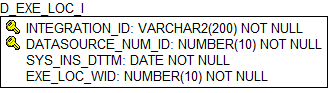 D_EXE_LOC_I
INTEGRATION_ID: VARCHAR2(200) NOT NULL
DATASOURCE_NUM_ID: NUMBER(10) NOT NULL
SYS_INS_DTTM: DATE NOT NULL
EXE_LOC_WID: NUMBER(10) NOT NULL